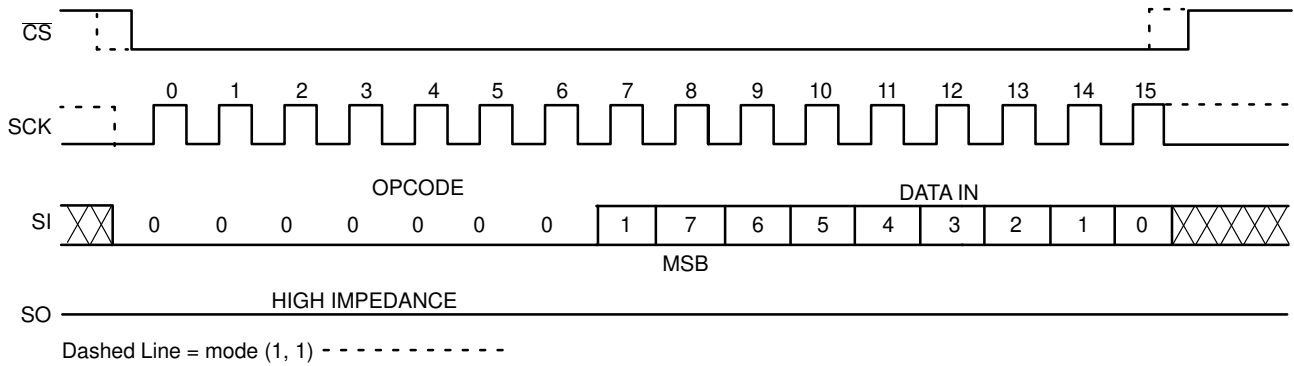 CS
0 1 2 3 4 5 6 7 8 9 10 11 12 13 14 15
SCK
OPCODE DATA IN
SI 0 0 0 0 0 0 0 1 7 6 5 4 3 2 1 0
MSB
HIGH IMPEDANCE
SO
Dashed Line = mode (1, 1)